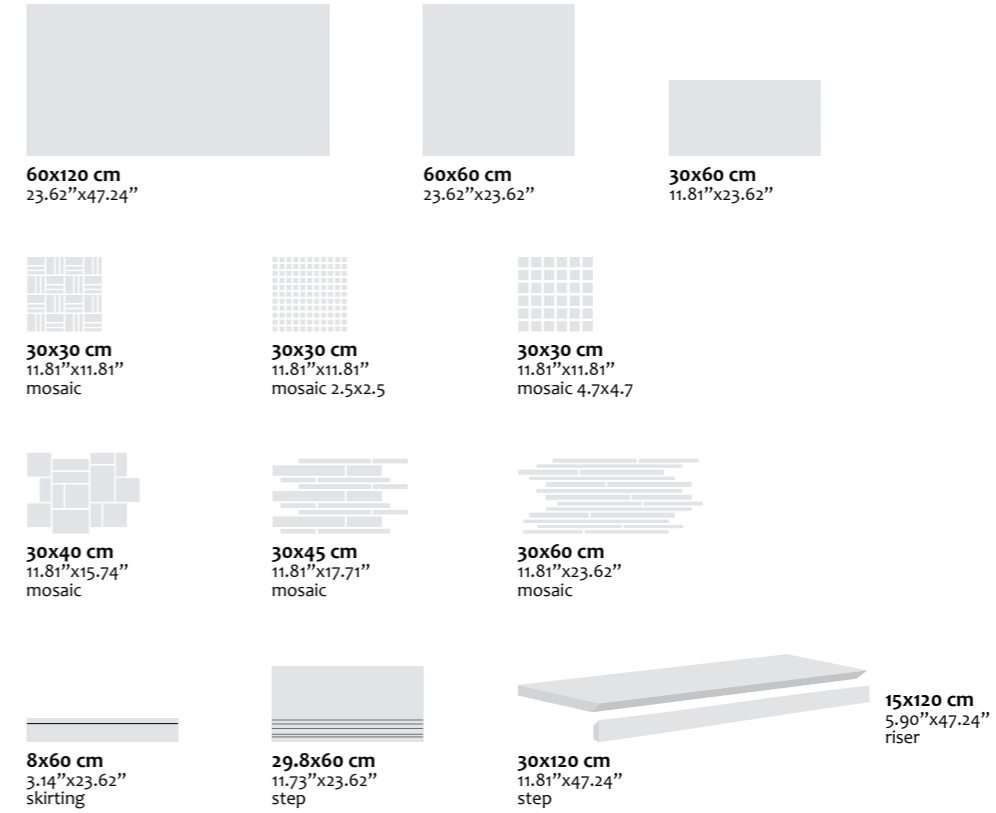 60x120 cm
23.62”x47.24”
60x60 cm
23.62”x23.62”
30x60 cm
11.81”x23.62”
30x30 cm
11.81”x11.81”
mosaic
30x30 cm
11.81”x11.81”
mosaic 2.5x2.5
30x30 cm
11.81”x11.81”
mosaic 4.7x4.7
30x40 cm
11.81”x15.74”
mosaic
30x45 cm
11.81”x17.71”
mosaic
30x60 cm
11.81”x23.62”
mosaic
8x60 cm
3.14”x23.62”
skirting
29.8x60 cm
11.73”x23.62”
step
30x120 cm
11.81”x47.24”
step
15x120 cm
5.90”x47.24”
riser